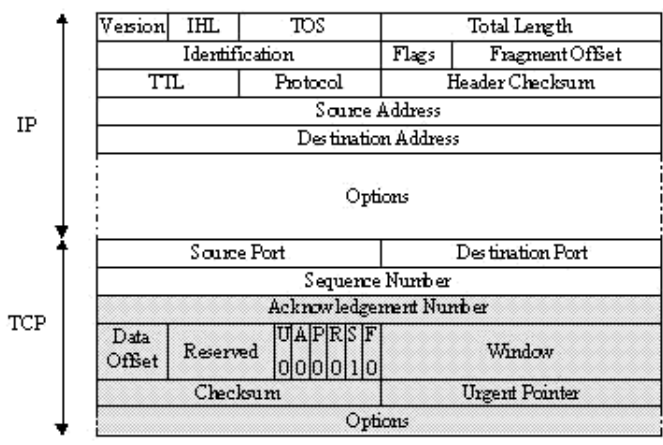 Version IHL TOS Total Length
Identification Flags Fragment Offset
TTL Protocol Header Checksum
Source Address
IP
Destination Address
Options
Source Port Destination Port
Sequence Number
Acknowledgement Number
TCP
Data Offset Reserved U A P R S F Window
0 0 0 0 1 0
Checksum Urgent Pointer
Options